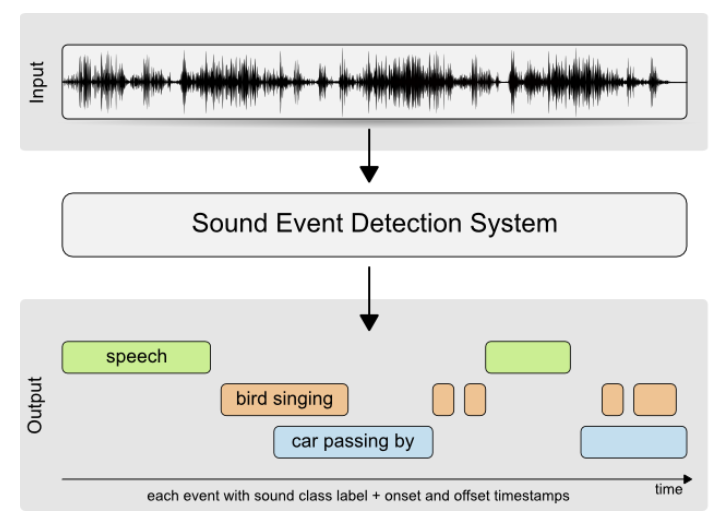 Input
Sound Event Detection System
Output
speech
bird singing
car passing by
time
each event with sound class label + onset and offset timestamps